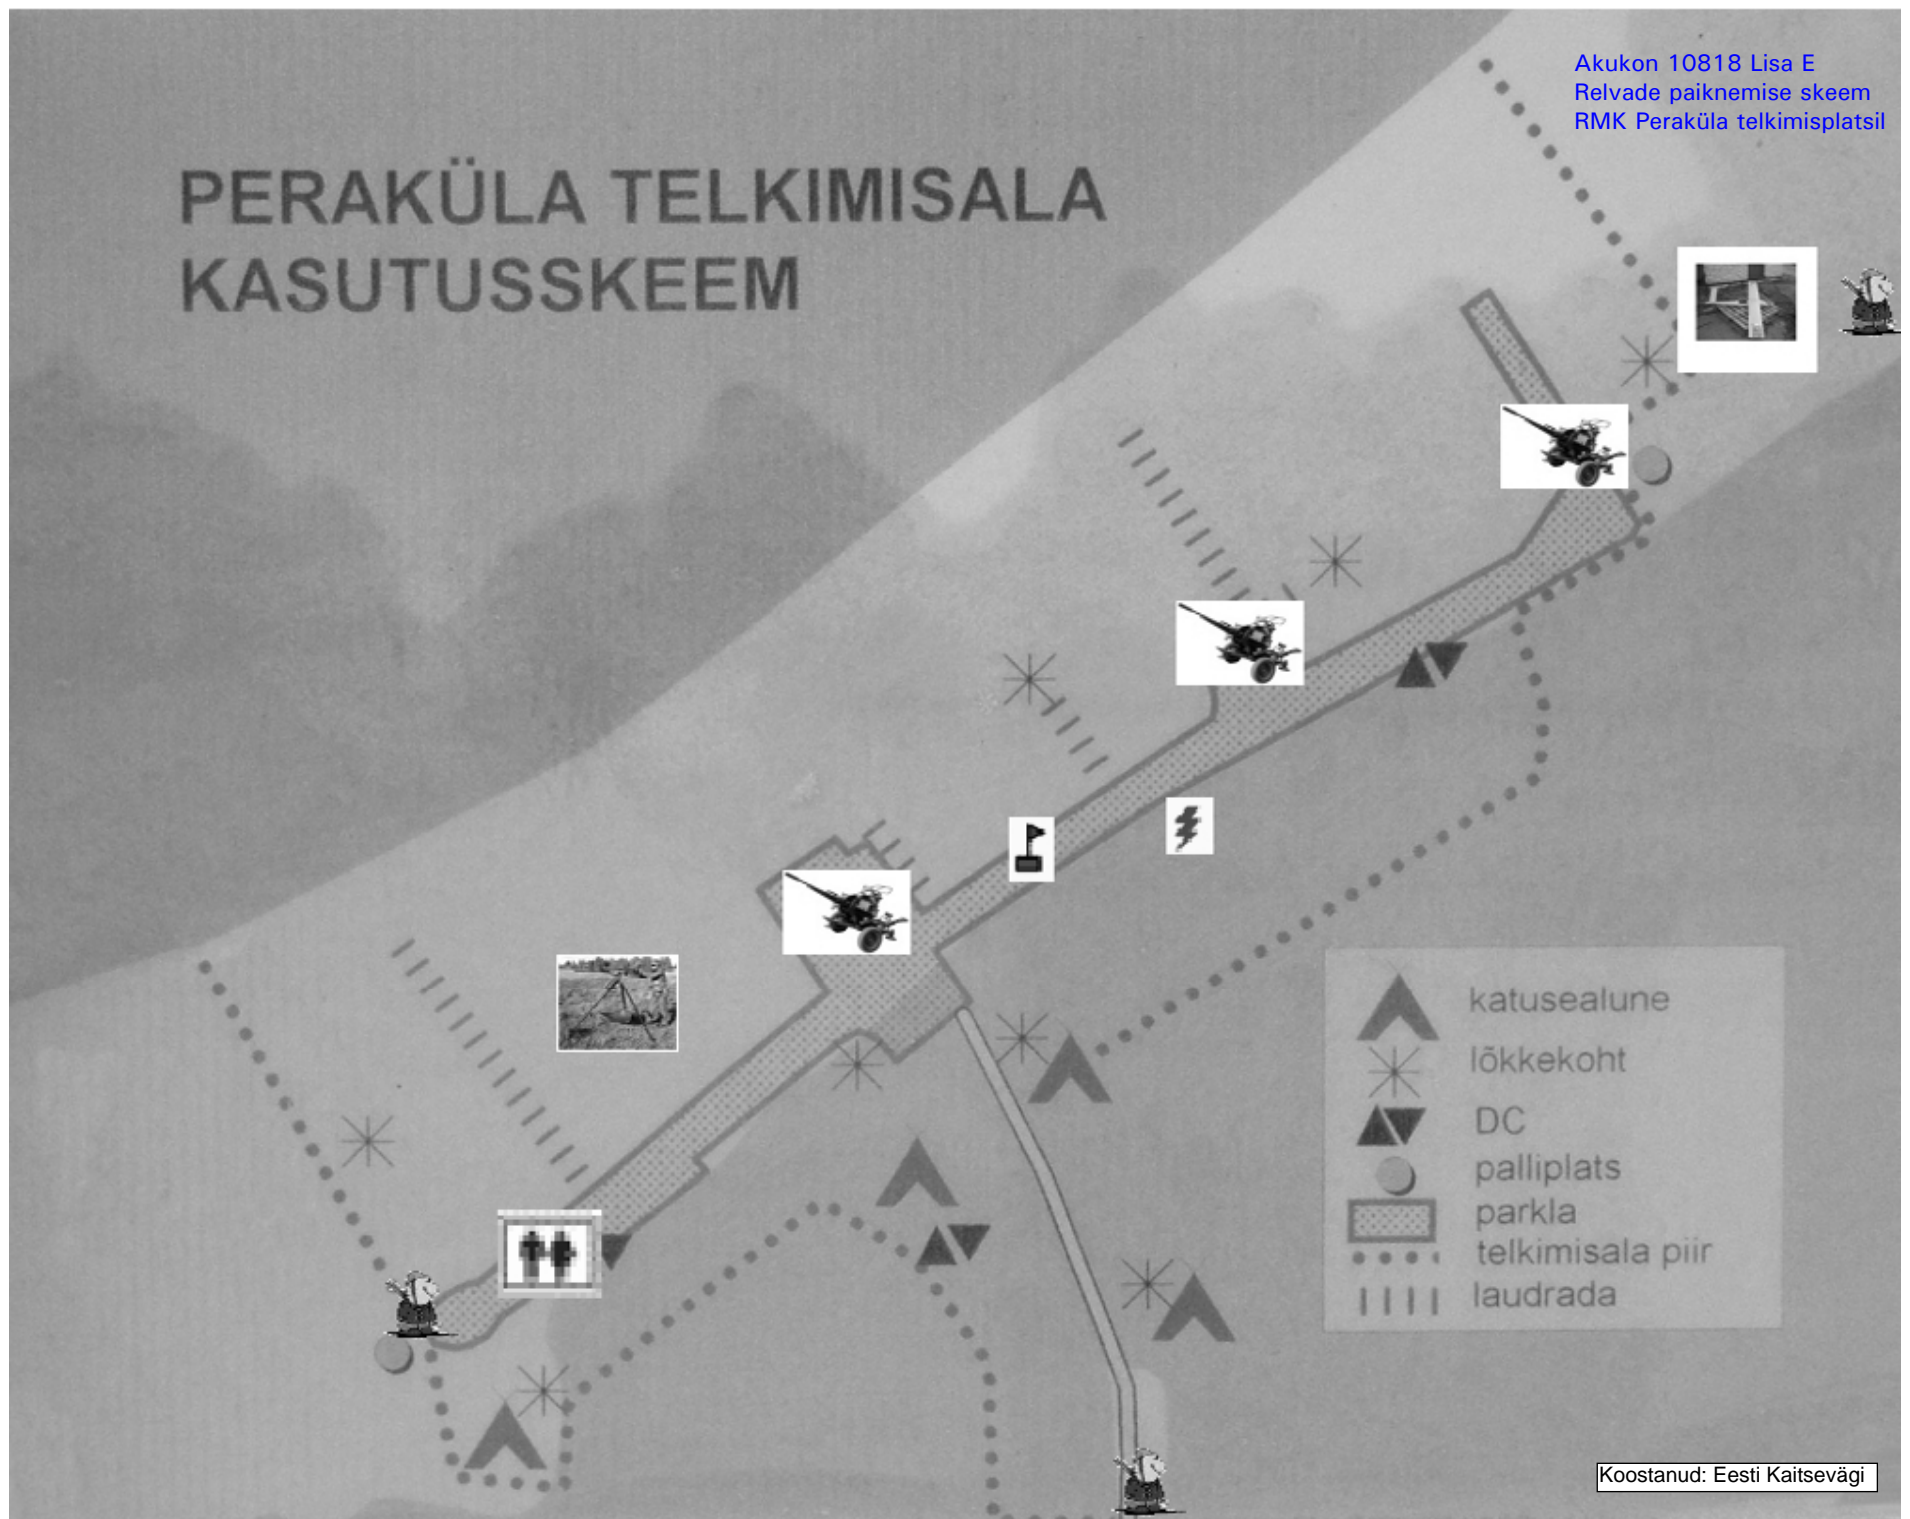 Akukon 10818 Lisa E
Relvade paiknemise skeem
RMK Peraküla telkimisplatsil
PERAKÜLA TELKIMISALA
KASUTUSSKEEM
katusealune
lõkkekoht
DC
palliplats
parkla
telkimisala piir
laudrada
Koostanud: Eesti Kaitsevägi